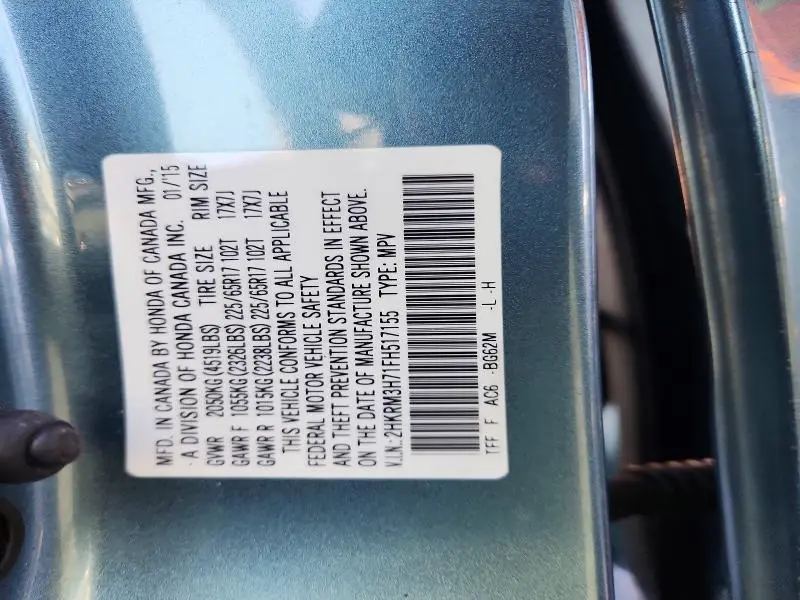 MFD. IN CANADA BY HONDA OF CANADA MFG.,
- A DIVISION OF HONDA CANADA INC. 01/15
GVWR 2050KG(4519LBS) TIRE SIZE RIM SIZE
GAWR F 1055KG(2326LBS) 225/65R17 102T 17X7J
GAWR R 1015KG(2238LBS) 225/65R17 102T 17X7J
THIS VEHICLE CONFORMS TO ALL APPLICABLE
FEDERAL MOTOR VEHICLE SAFETY
AND THEFT PREVENTION STANDARDS IN EFFECT
ON THE DATE OF MANUFACTURE SHOWN ABOVE.
V.I.N.: 2HKRM3H71FH517155 TYPE: MPV
TFF F AC6 -BG62M -L -H